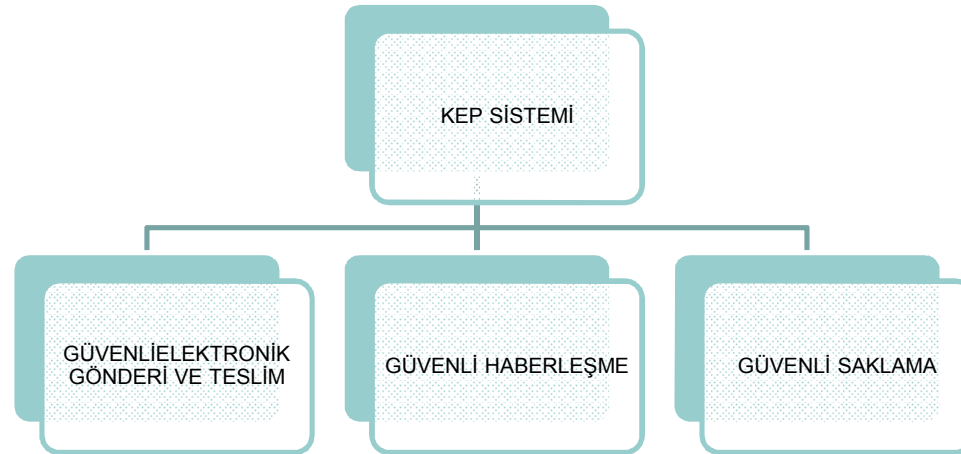 KEP SİSTEMİ
GÜVENLİELEKTRONİK
GÖNDERİ VE TESLİM
GÜVENLİ HABERLEŞME
GÜVENLİ SAKLAMA